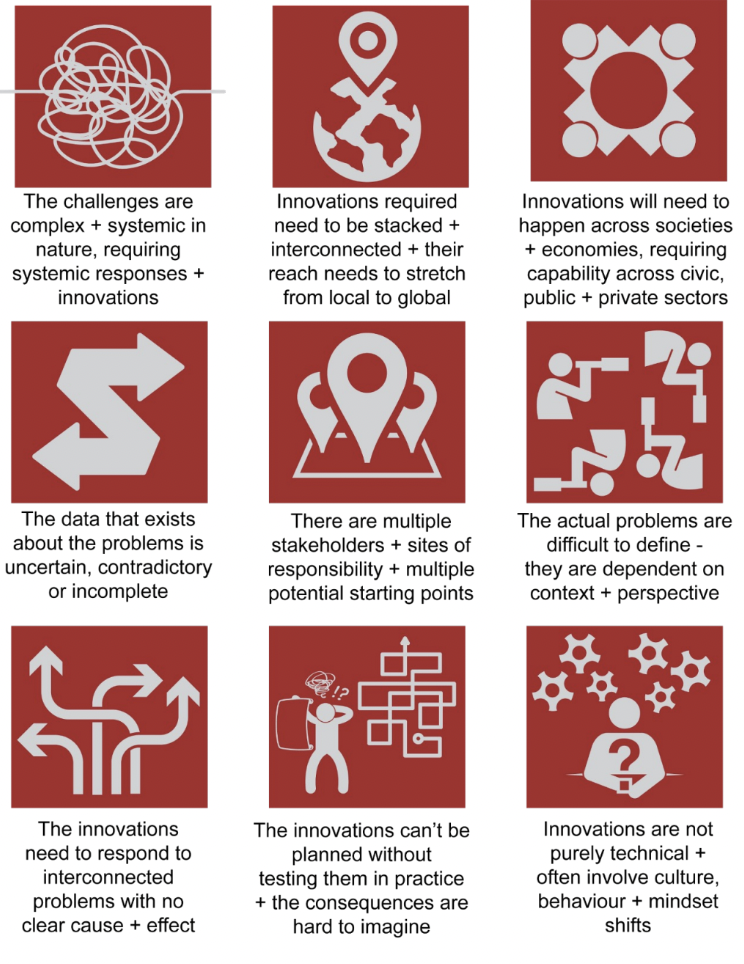 The challenges are
complex + systemic in
nature, requiring
systemic responses +
innovations
Innovations required
need to be stacked +
interconnected + their
reach needs to stretch
from local to global
Innovations will need to
happen across societies
+ economies, requiring
capability across civic,
public + private sectors
The data that exists
about the problems is
uncertain, contradictory
or incomplete
There are multiple
stakeholders + sites of
responsibility + multiple
potential starting points
The actual problems are
difficult to define -
they are dependent on
context + perspective
!?
?
The innovations
need to respond to
interconnected
problems with no
clear cause + effect
The innovations can't be
planned without
testing them in practice
+ the consequences are
hard to imagine
Innovations are not
purely technical +
often involve culture,
behaviour + mindset
shifts